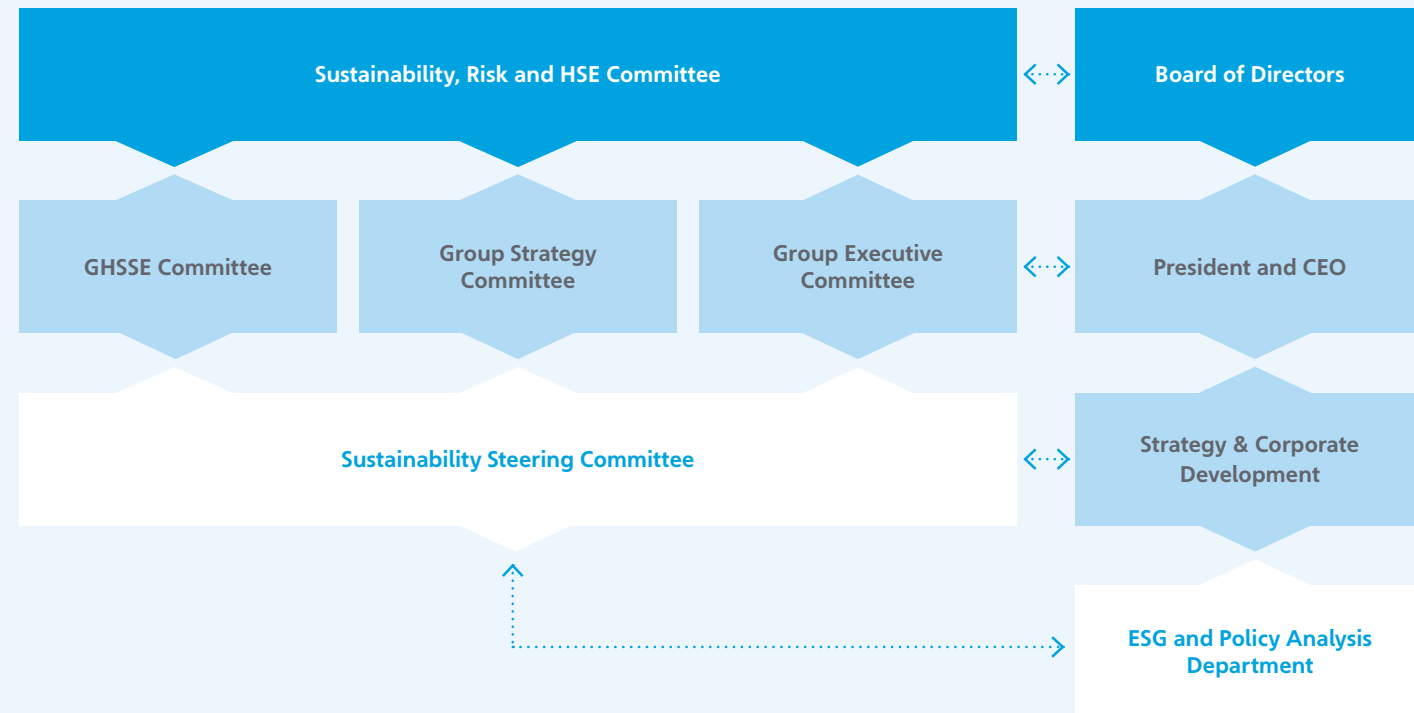 Sustainability, Risk and HSE Committee
Board of Directors
GHSSE Committee
Group Strategy
Committee
Group Executive
Committee
President and CEO
Sustainability Steering Committee
Strategy & Corporate
Development
ESG and Policy Analysis
Department